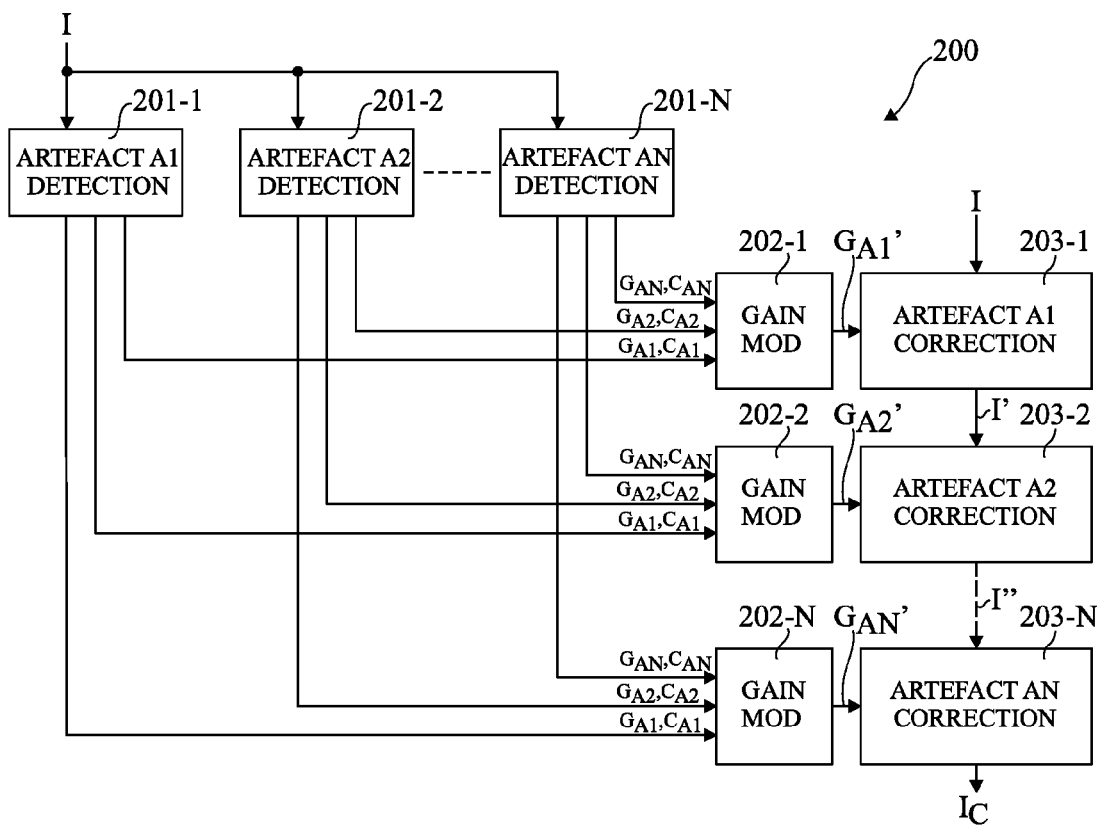 I
200
201-1
201-2
201-N
ARTEFACT A1
DETECTION
ARTEFACT A2
DETECTION
ARTEFACT AN
DETECTION
I
202-1
GA1’
203-1
GAN,CAN
GA2,CA2
GA1,CA1
GAIN
MOD
ARTEFACT A1
CORRECTION
I’
202-2
GA2’
203-2
GAN,CAN
GA2,CA2
GA1,CA1
GAIN
MOD
ARTEFACT A2
CORRECTION
I”
202-N
GAN’
203-N
GAN,CAN
GA2,CA2
GA1,CA1
GAIN
MOD
ARTEFACT AN
CORRECTION
IC